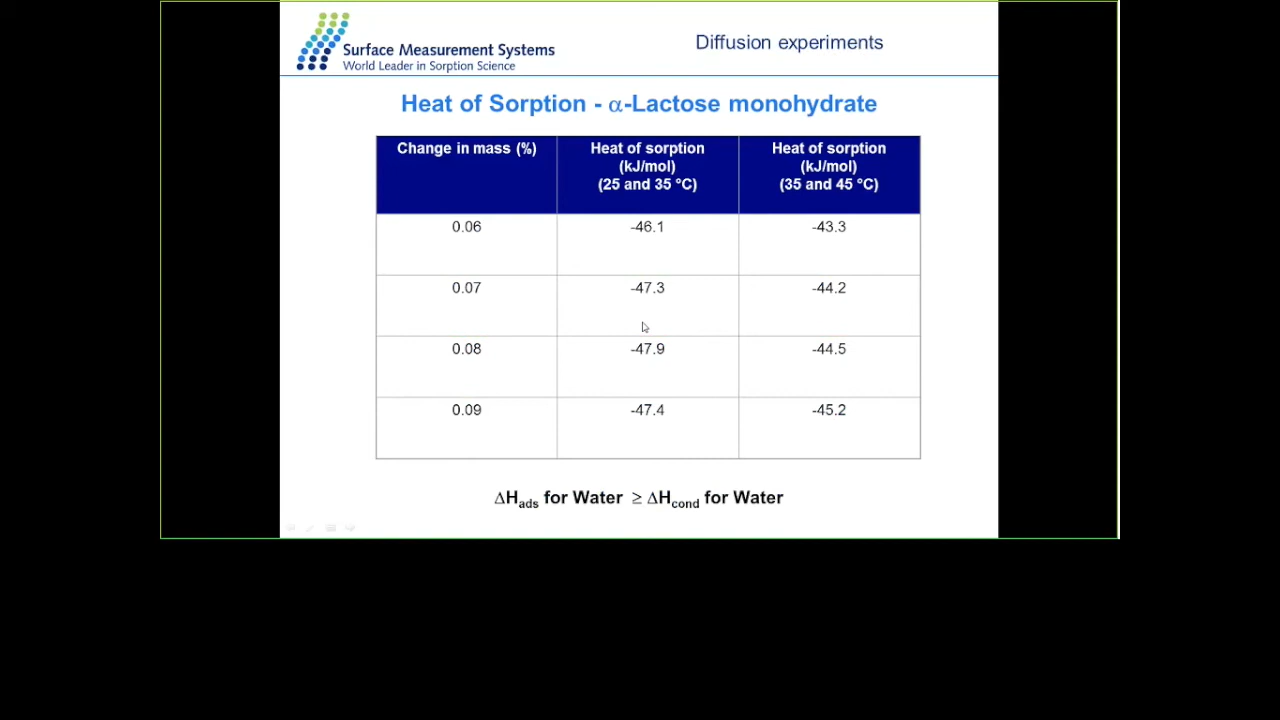 Surface Measurement Systems
World Leader in Sorption Science
Diffusion experiments
Heat of Sorption - α-Lactose monohydrate
Change in mass (%)
Heat of sorption
(kJ/mol)
(25 and 35 °C)
Heat of sorption
(kJ/mol)
(35 and 45 °C)
0.06 -46.1 -43.3
0.07 -47.3 -44.2
0.08 -47.9 -44.5
0.09 -47.4 -45.2
ΔHads for Water ≥ ΔHcond for Water